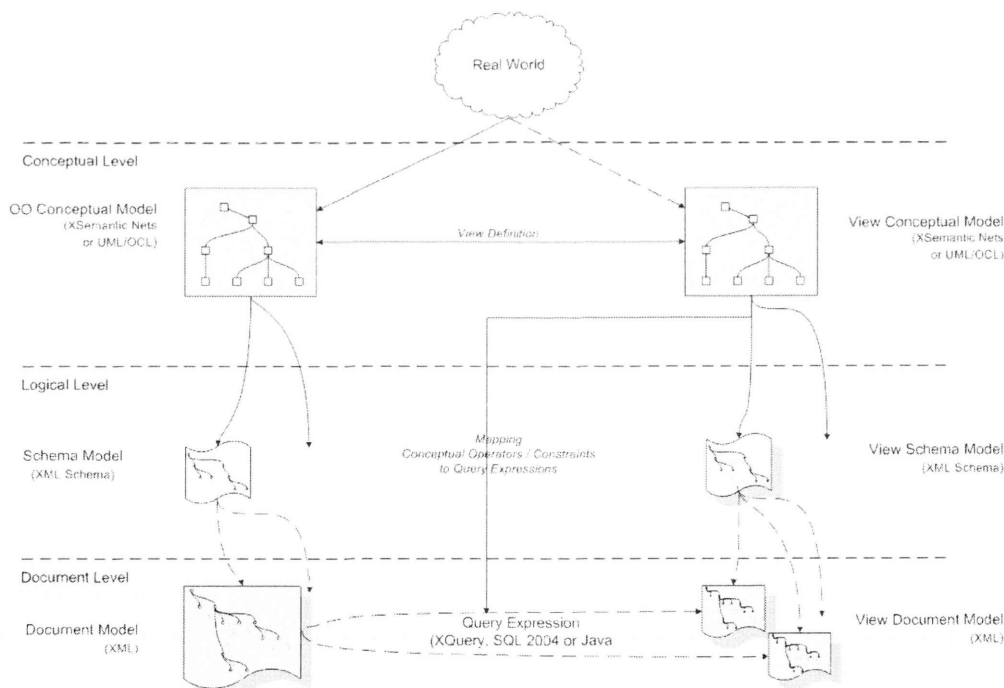 Real World
Conceptual Level
OO Conceptual Model
(XSemantic Nets
or UML/OCL)
View Definition
View Conceptual Model
(XSemantic Nets
or UML/OCL)
Logical Level
Schema Model
(XML Schema)
Mapping
Conceptual Operators / Constraints
to Query Expressions
View Schema Model
(XML Schema)
Document Level
Document Model
(XML)
Query Expression
(XQuery, SQL 2004 or Java
View Document Model
(XML)